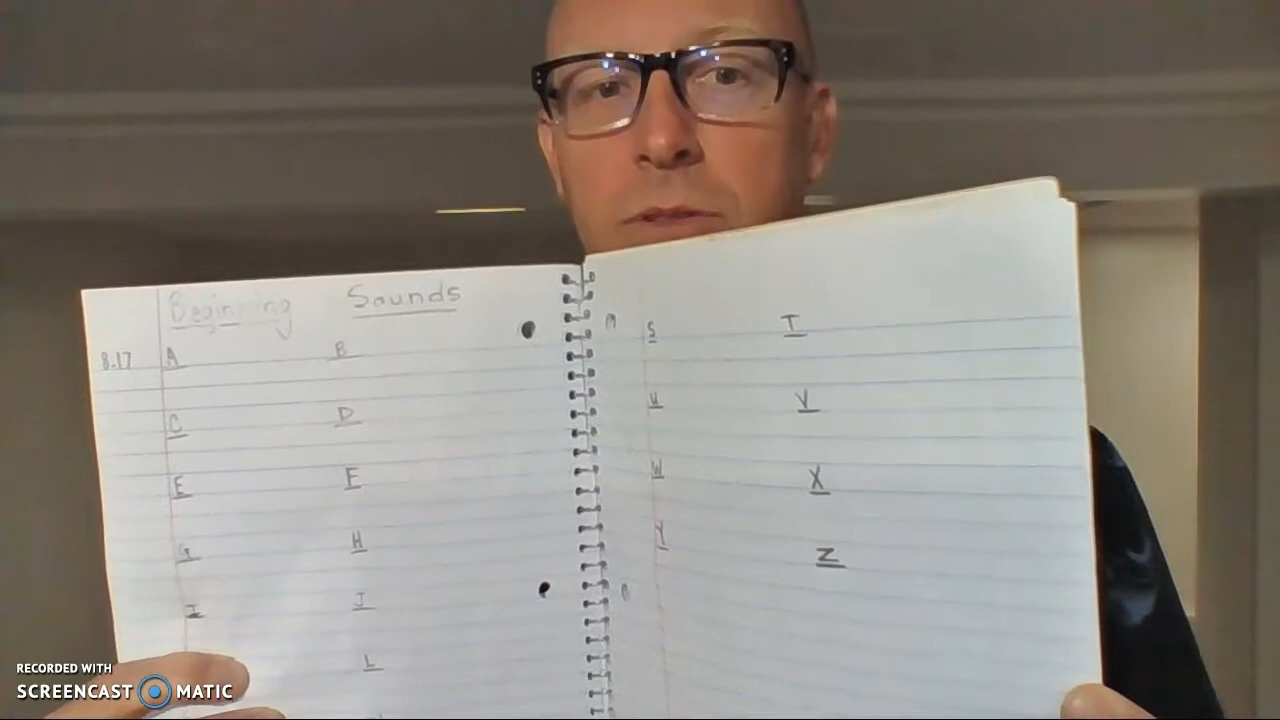 Beginning Sounds
8.17 A B
C D
E F
G H
I J
L
S T
U V
W X
Y Z
RECORDED WITH
SCREENCAST MATIC